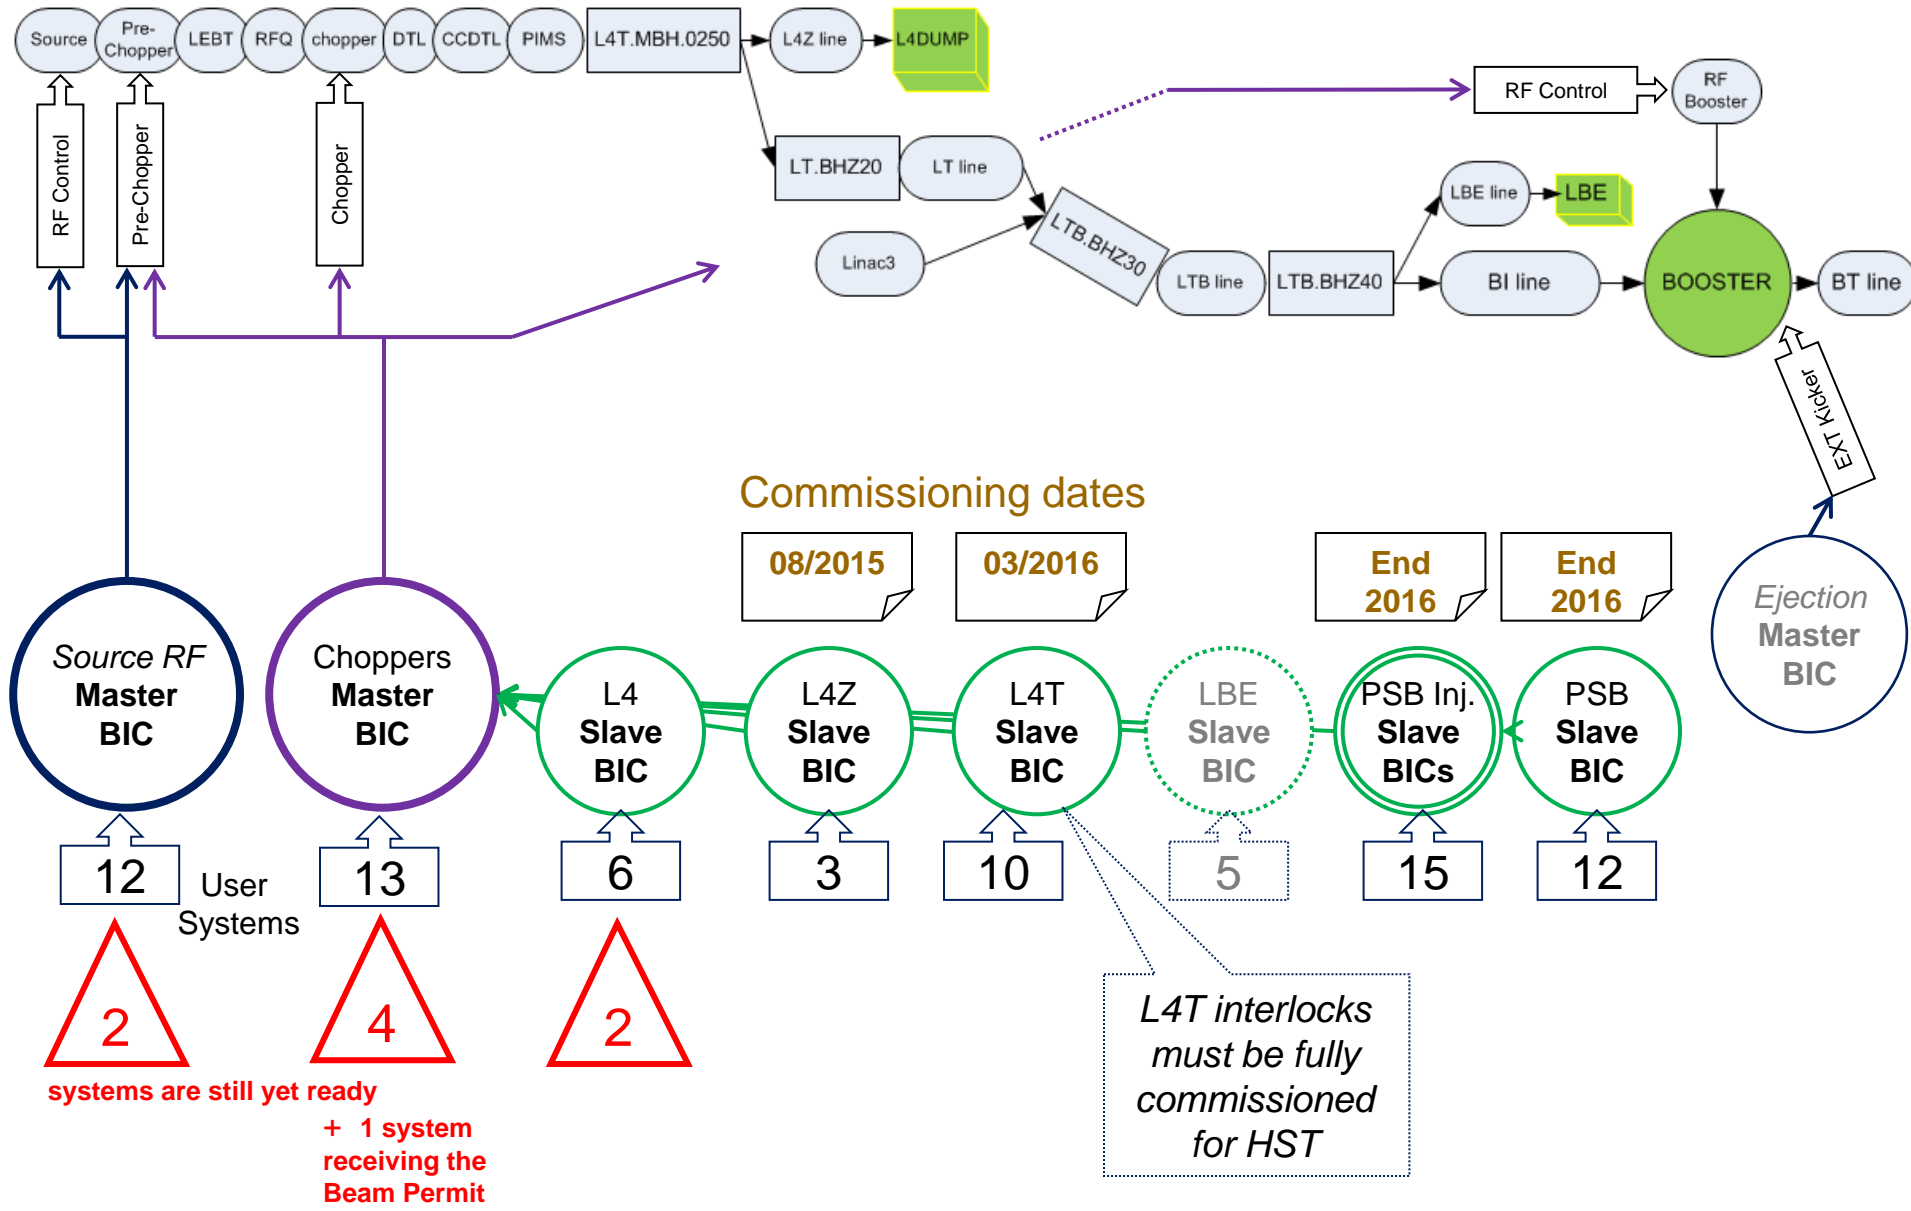 Source
Pre-
Chopper
LEBT
RFQ
chopper
DTL
CCDTL
PIMS
L4T.MBH.0250
L4Z line
L4DUMP
RF Control
Pre-Chopper
Chopper
RF Control
RF
Booster
LT.BHZ20
LT line
LTB.BHZ30
Linac3
LTB line
LTB.BHZ40
LBE line
LBE
BI line
BOOSTER
BT line
EXT Kicker
Commissioning dates
08/2015
03/2016
End
2016
End
2016
Source RF
Master
BIC
Choppers
Master
BIC
L4
Slave
BIC
L4Z
Slave
BIC
L4T
Slave
BIC
LBE
Slave
BIC
PSB Inj.
Slave
BICs
PSB
Slave
BIC
Ejection
Master
BIC
12
User
Systems
13
6
3
10
5
15
12
2
4
2
systems are still yet ready
+ 1 system
receiving the
Beam Permit
L4T interlocks
must be fully
commissioned
for HST